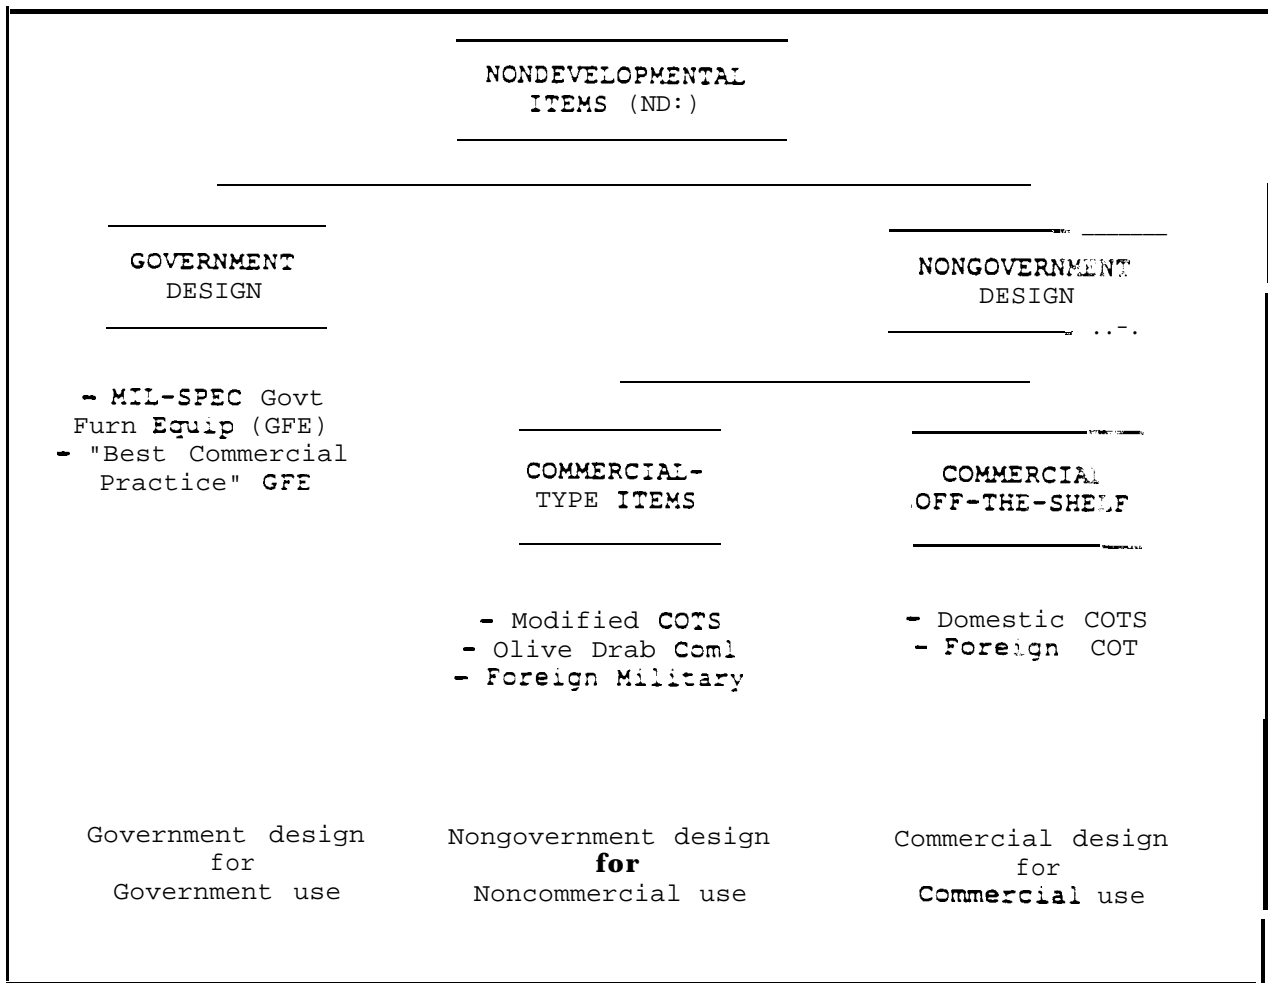 NONDEVELOPMENTAL
ITEMS (ND:)
GOVERNMENT
DESIGN
NONGOVERNMENT
DESIGN
- MIL-SPEC Govt
Furn Equip (GFE)
- "Best Commercial
Practice" GFE
COMMERCIAL-
TYPE ITEMS
COMMERCIAL
OFF-THE-SHELF
- Modified COTS
- Olive Drab Coml
- Foreign Military
- Domestic COTS
- Foreign COT
Government design
for
Government use
Nongovernment design
for
Noncommercial use
Commercial design
for
Commercial use